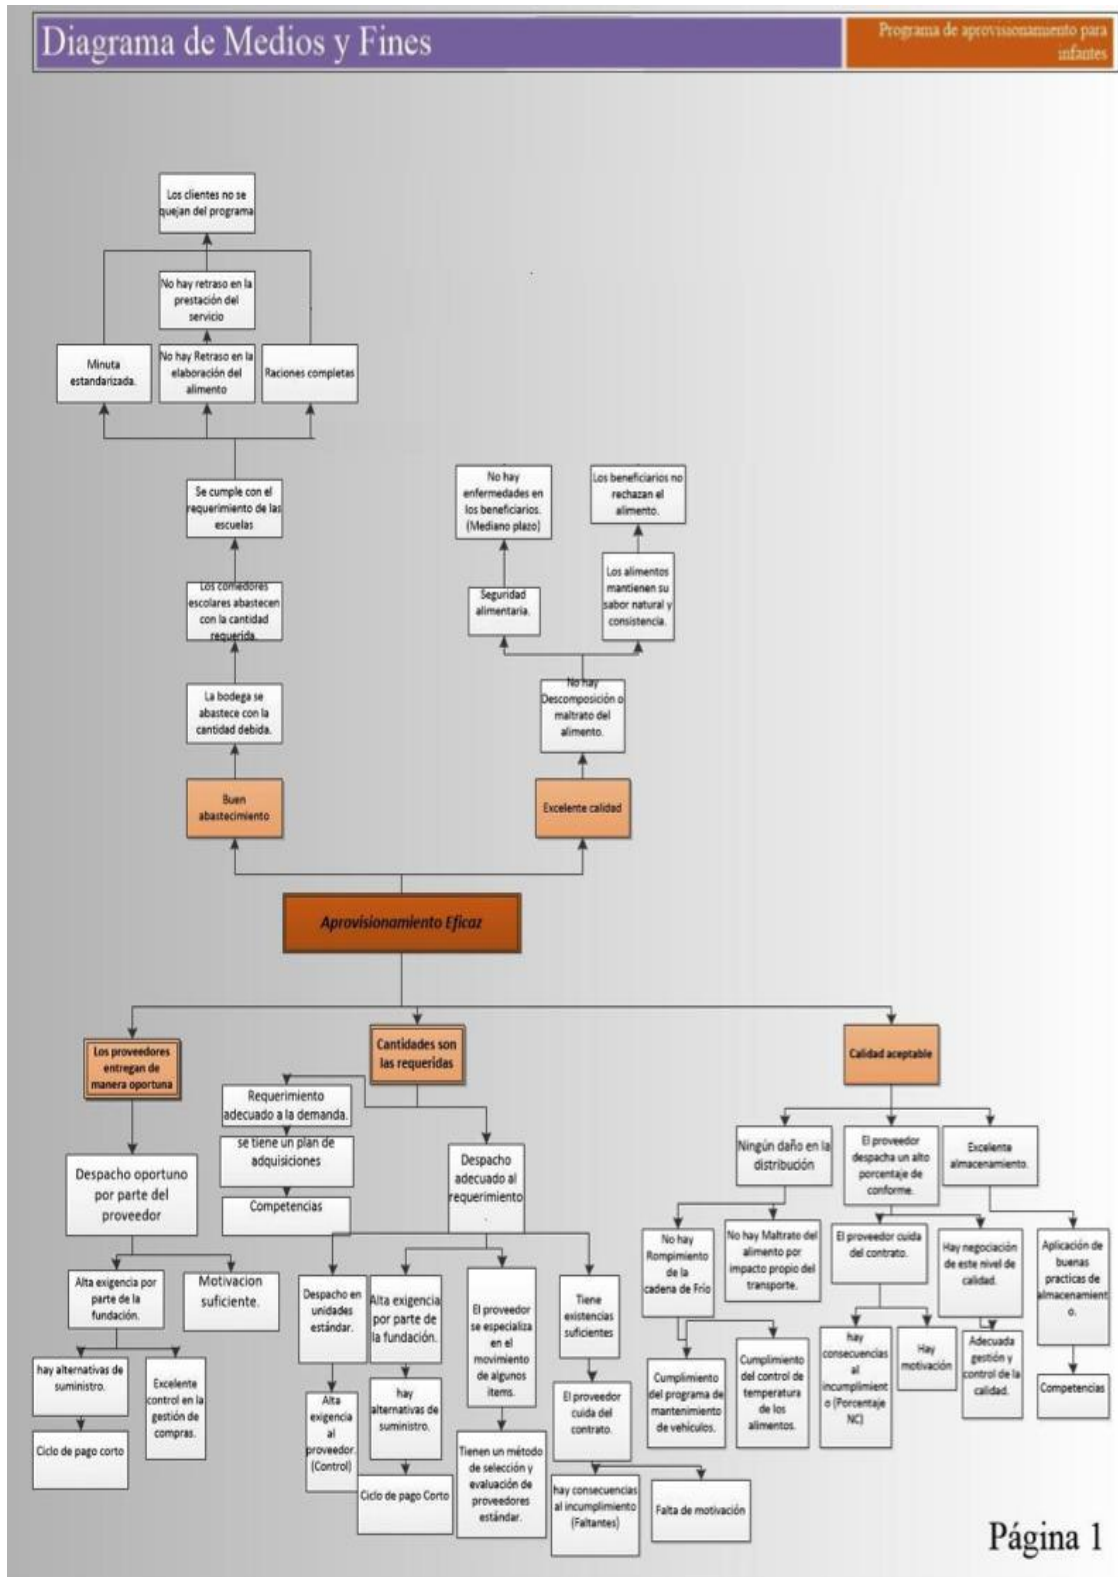 Diagrama de Medios y Fines
Programa de aprovisionamiento para
infantes
Los clientes no se
quejan del programa
No hay retraso en la
prestación del
servicio
Minuta
estandarizada.
No hay Retraso en la
elaboración del
alimento
Raciones completas
Se cumple con el
requerimiento de las
escuelas
No hay
enfermedades en
los beneficiarios.
(Mediano plazo)
Los beneficiarios no
rechazan el
alimento.
Los comedores
escolares abastecen
con la cantidad
requerida.
Seguridad
alimentaria.
Los alimentos
mantienen su
sabor natural y
consistencia.
La bodega se
abastece con la
cantidad debida.
No hay
Descomposición o
maltrato del
alimento.
Buen
abastecimiento
Excelente calidad
Aprovisionamiento Eficaz
Los proveedores
entregan de
manera oportuna
Cantidades son
las requeridas
Calidad aceptable
Despacho oportuno
por parte del
proveedor
Alta exigencia por
parte de la
fundación.
Motivacion
suficiente.
hay alternativas de
suministro.
Excelente
control en la
gestión de
compras.
Ciclo de pago corto
Requerimiento
adecuado a la demanda.
se tiene un plan de
adquisiciones
Competencias
Despacho
adecuado al
requerimiento
Despacho en
unidades
estándar.
Alta exigencia
por parte de
la fundación.
El proveedor
se especializa
en el
movimiento
de algunos
items.
Tiene
existencias
suficientes
Alta
exigencia
al
proveedor.
(Control)
hay
alternativas de
suministro.
Ciclo de pago Corto
Tienen un método
de selección y
evaluación de
proveedores
estándar.
El proveedor
cuida del
contrato.
hay consecuencias
al incumplimiento
(Faltantes)
Falta de motivación
Ningún daño en la
distribución
El proveedor
despacha un alto
porcentaje de
conforme.
Excelente
almacenamiento.
No hay
Rompimiento
de la
cadena de Frío
No hay Maltrato del
alimento por
impacto propio del
transporte.
El proveedor cuida
del contrato.
Hay negociación
de este nivel de
calidad.
Aplicación de
buenas
practicas de
almacenamient
o.
Cumplimiento
del programa de
mantenimiento de
vehículos.
Cumplimiento
del control de
temperatura
de los
alimentos.
hay
consecuencias
al
incumplimient
o (Porcentaje
NC)
Hay
motivación
Adecuada
gestión y
control de la
calidad.
Competencias
Página 1